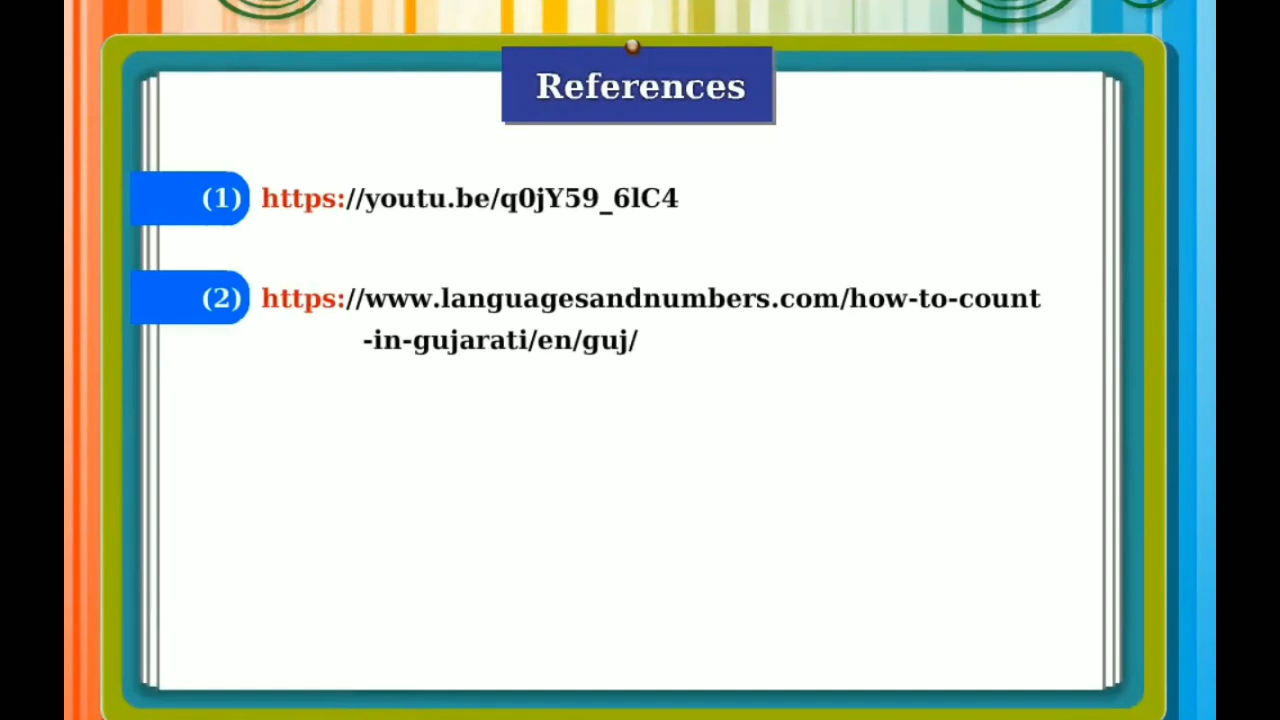 References
(1) https://youtu.be/q0jY59_6lC4
(2) https://www.languagesandnumbers.com/how-to-count
-in-gujarati/en/guj/